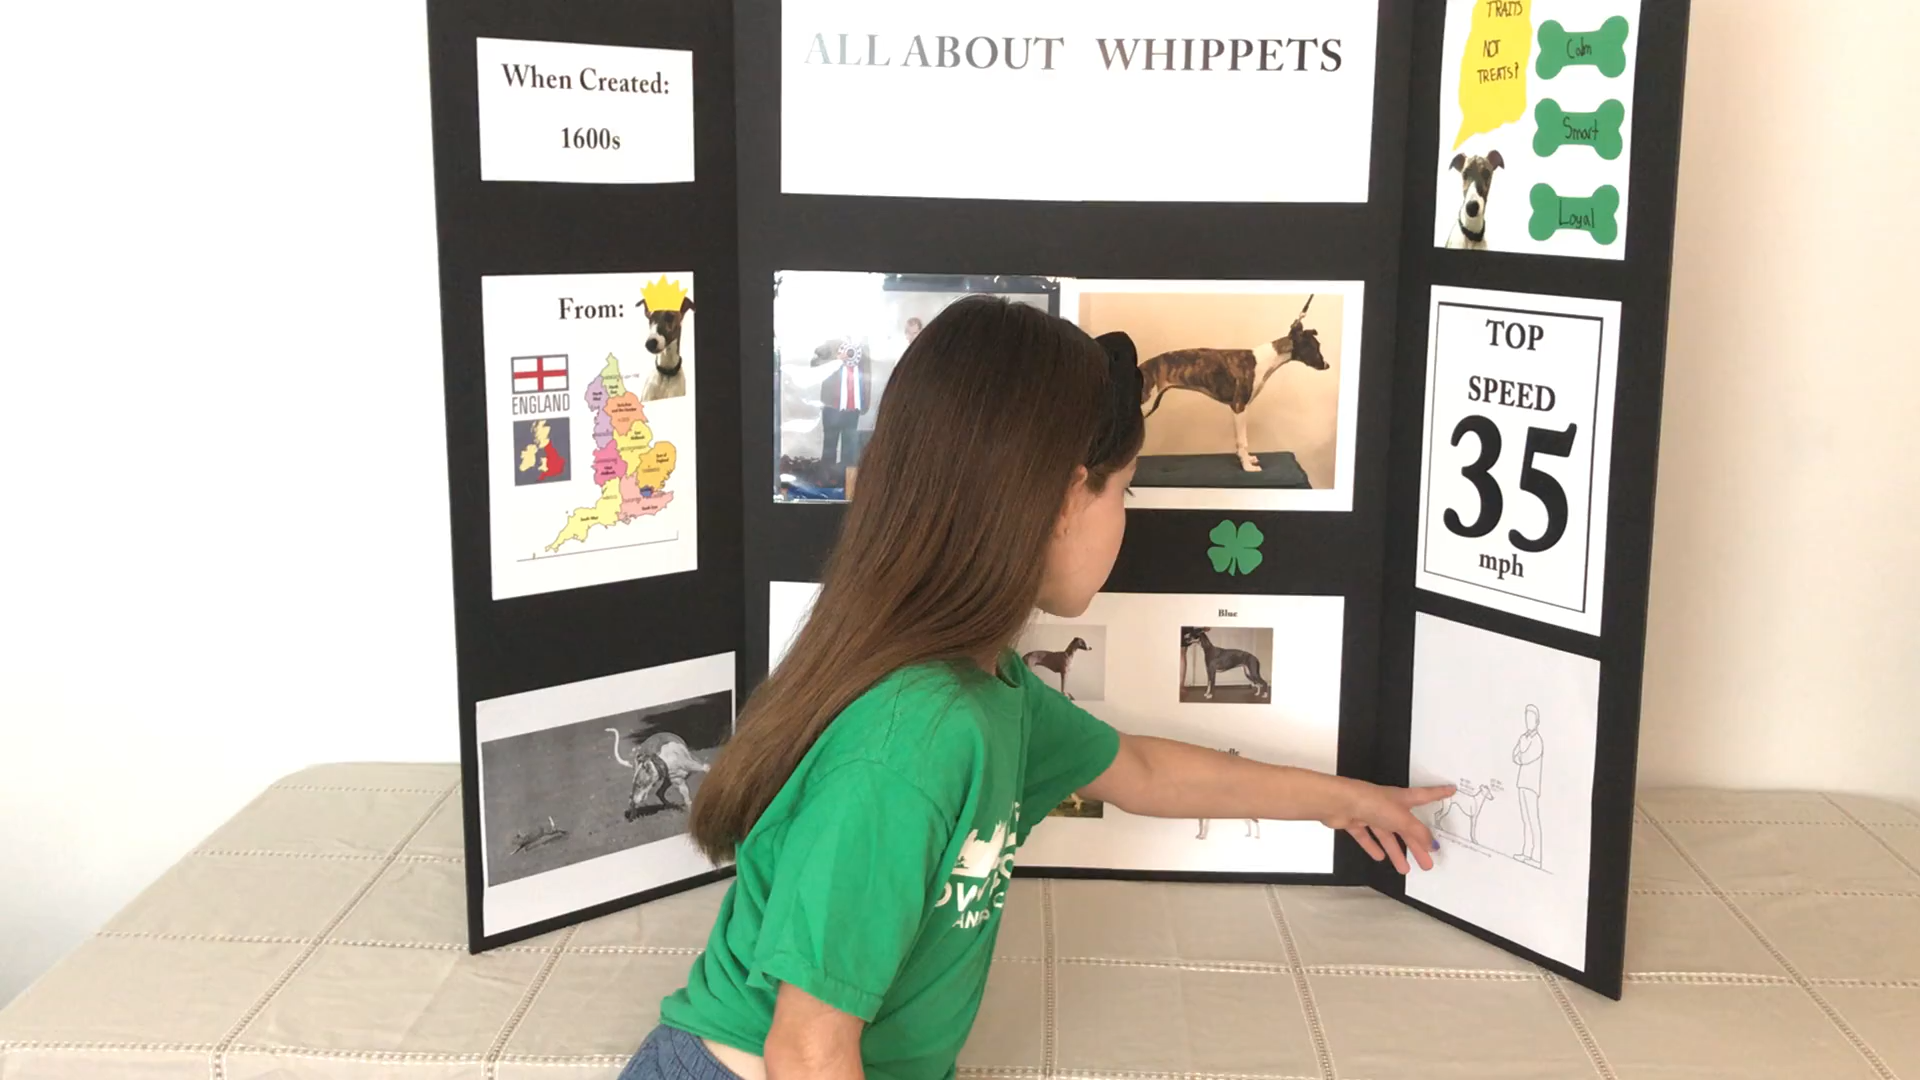 When Created:
1600s
From:
ENGLAND
ALL ABOUT WHIPPETS
Blue
TRAITS
NOT
TREATS?
Calm
Smart
Loyal
TOP
SPEED
35
mph